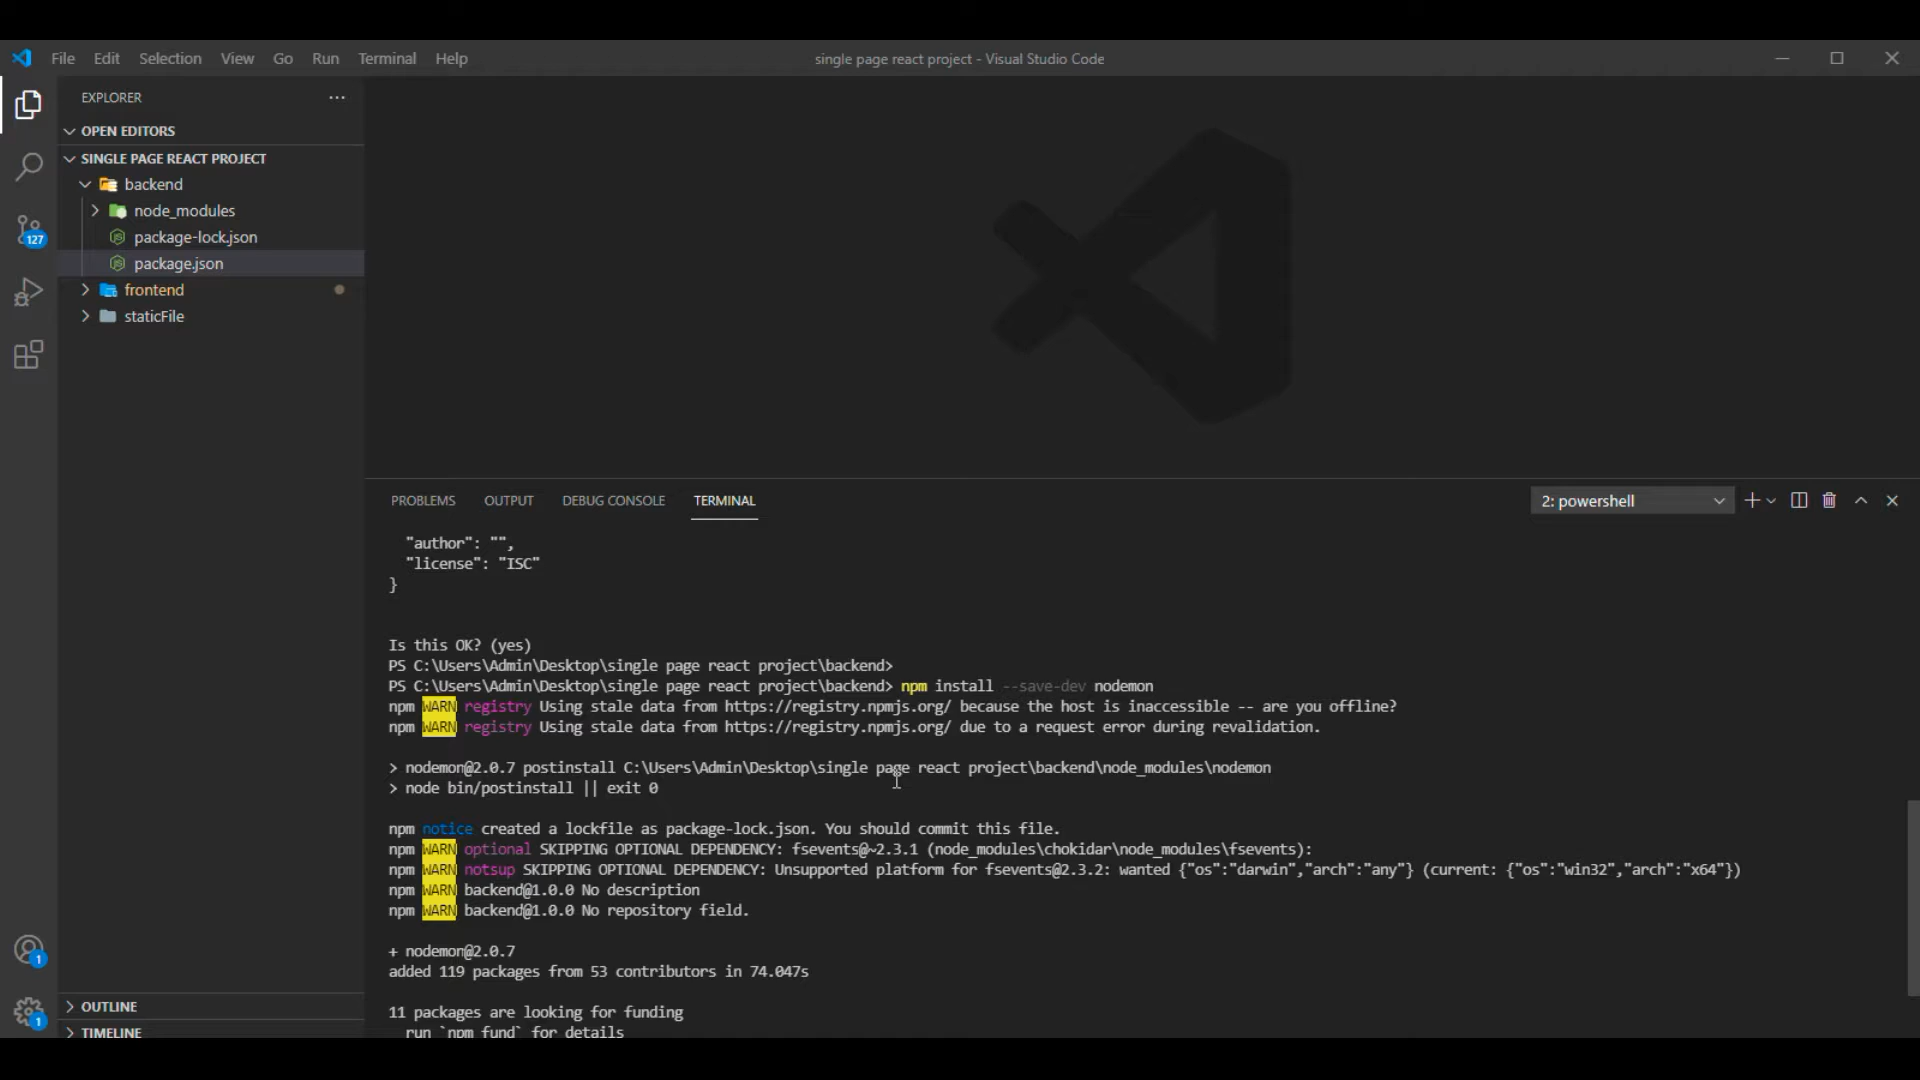 File Edit Selection View Go Run Terminal Help
single page react project - Visual Studio Code
EXPLORER
OPEN EDITORS
SINGLE PAGE REACT PROJECT
backend
node_modules
package-lock.json
package.json
frontend
staticFile
127
1
1
OUTLINE
TIMELINE
PROBLEMS OUTPUT DEBUG CONSOLE TERMINAL
2: powershell
"author": "",
"license": "ISC"
}
Is this OK? (yes)
PS C:\Users\Admin\Desktop\single page react project\backend>
PS C:\Users\Admin\Desktop\single page react project\backend> npm install --save-dev nodemon
npm WARN registry Using stale data from https://registry.npmjs.org/ because the host is inaccessible -- are you offline?
npm WARN registry Using stale data from https://registry.npmjs.org/ due to a request error during revalidation.
> nodemon@2.0.7 postinstall C:\Users\Admin\Desktop\single page react project\backend\node_modules\nodemon
> node bin/postinstall || exit 0
npm notice created a lockfile as package-lock.json. You should commit this file.
npm WARN optional SKIPPING OPTIONAL DEPENDENCY: fsevents@~2.3.1 (node_modules\chokidar\node_modules\fsevents):
npm WARN notsup SKIPPING OPTIONAL DEPENDENCY: Unsupported platform for fsevents@2.3.2: wanted {"os":"darwin","arch":"any"} (current: {"os":"win32","arch":"x64"})
npm WARN backend@1.0.0 No description
npm WARN backend@1.0.0 No repository field.
+ nodemon@2.0.7
added 119 packages from 53 contributors in 74.047s
11 packages are looking for funding
run `npm fund` for details